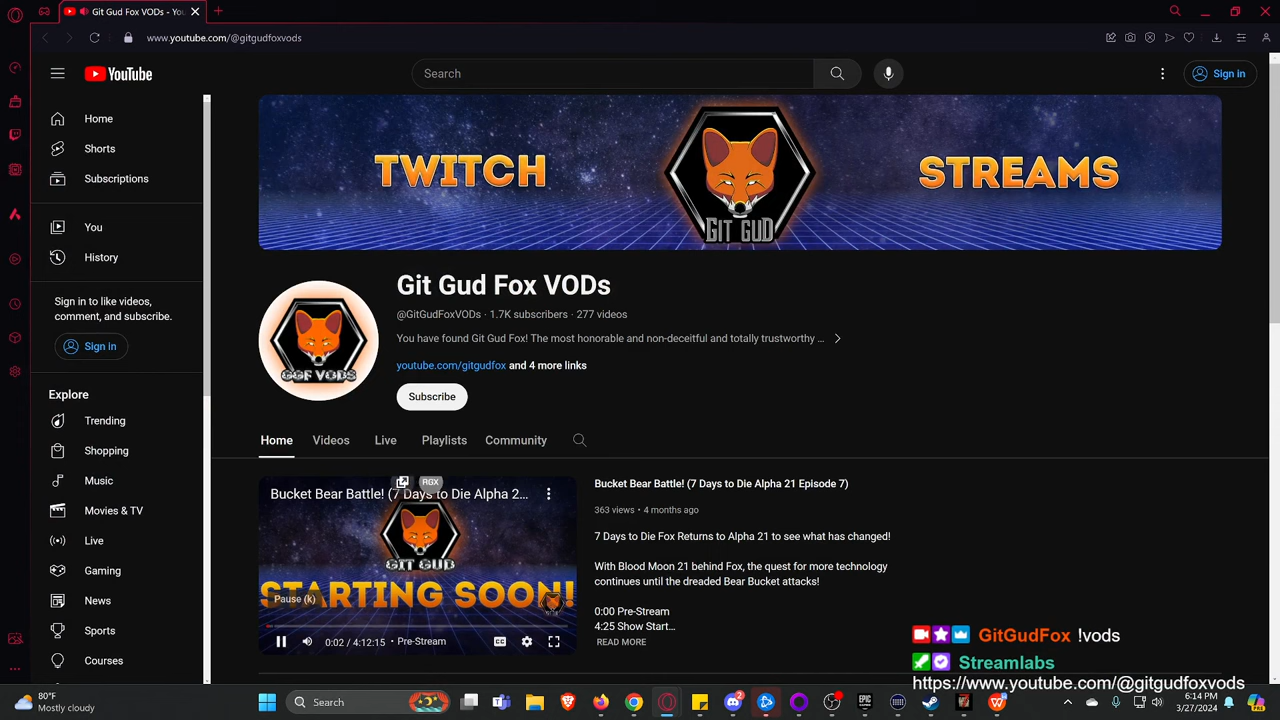 Git Gud Fox VODs - You
www.youtube.com/@gitgudfoxvods
YouTube
Search
Sign in
Home
Shorts
Subscriptions
You
History
Sign in to like videos,
comment, and subscribe.
Sign in
Explore
Trending
Shopping
Music
Movies & TV
Live
Gaming
News
Sports
Courses
TWITCH
GIT GUD
STREAMS
GGF VODS
Git Gud Fox VODs
@GitGudFoxVODs · 1.7K subscribers · 277 videos
You have found Git Gud Fox! The most honorable and non-deceitful and totally trustworthy ...
youtube.com/gitgudfox and 4 more links
Subscribe
Home Videos Live Playlists Community
RGX
Bucket Bear Battle! (7 Days to Die Alpha 2...
GIT GUD
STARTING SOON!
Pause (k)
0:02 / 4:12:15 · Pre-Stream
Bucket Bear Battle! (7 Days to Die Alpha 21 Episode 7)
363 views • 4 months ago
7 Days to Die Fox Returns to Alpha 21 to see what has changed!
With Blood Moon 21 behind Fox, the quest for more technology
continues until the dreaded Bear Bucket attacks!
0:00 Pre-Stream
4:25 Show Start...
READ MORE
GitGudFox !vods
Streamlabs
https://www.youtube.com/@gitgudfoxvods
80°F
Mostly cloudy
Search
2
6:14 PM
3/27/2024